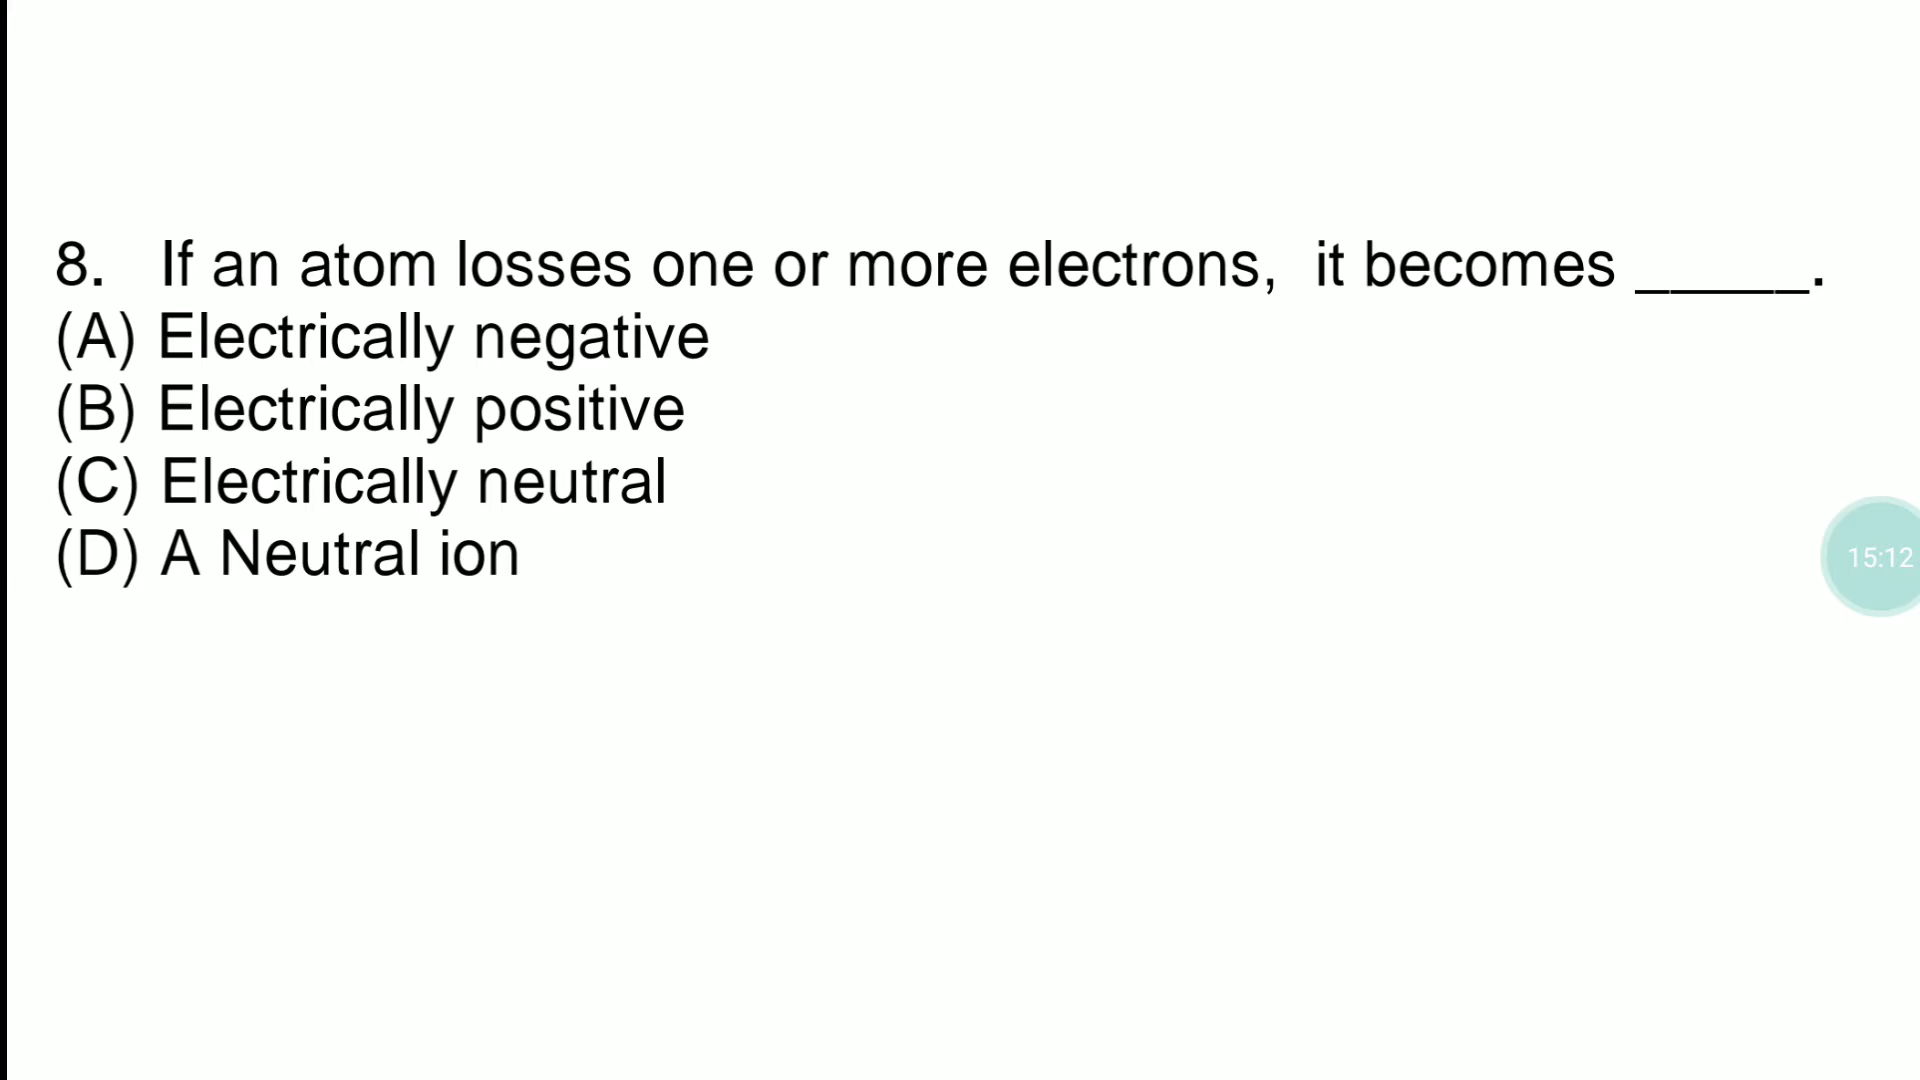 8. If an atom losses one or more electrons, it becomes _____.
(A) Electrically negative
(B) Electrically positive
(C) Electrically neutral
(D) A Neutral ion
15:12